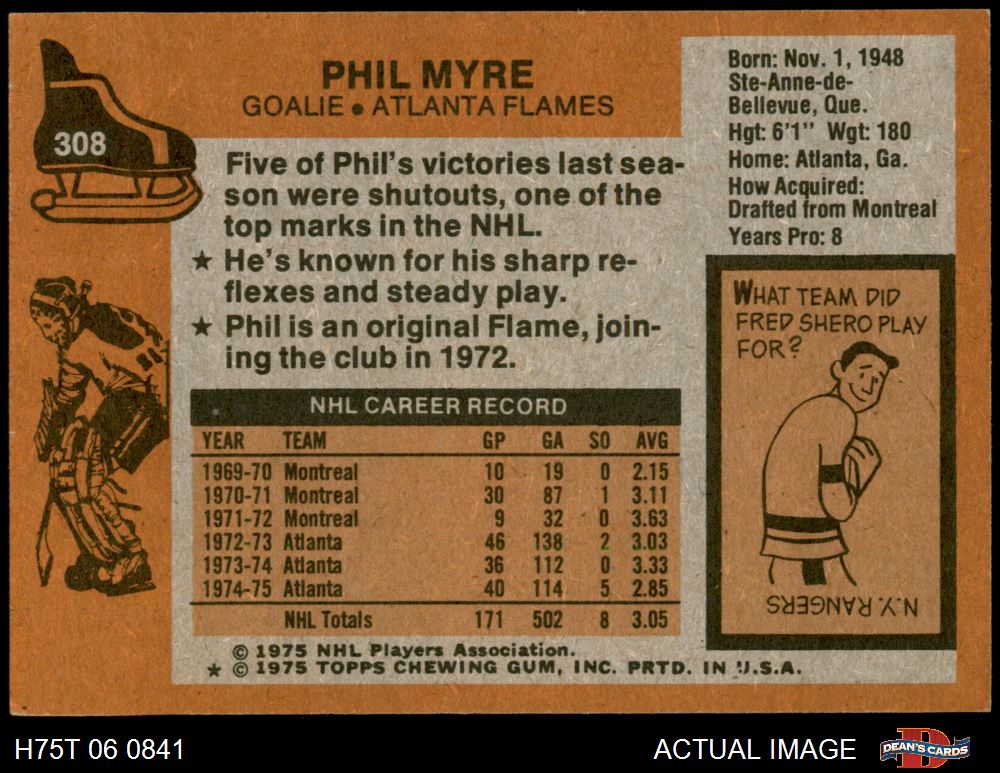 308
PHIL MYRE
GOALIE • ATLANTA FLAMES
Five of Phil's victories last sea-
son were shutouts, one of the
top marks in the NHL.
★ He's known for his sharp re-
flexes and steady play.
★ Phil is an original Flame, join-
ing the club in 1972.
Born: Nov. 1, 1948
Ste-Anne-de-
Bellevue, Que.
Hgt: 6'1" Wgt: 180
Home: Atlanta, Ga.
How Acquired:
Drafted from Montreal
Years Pro: 8
WHAT TEAM DID
FRED SHERO PLAY
FOR?
N.Y. RANGERS
NHL CAREER RECORD
YEAR TEAM GP GA SO AVG
1969-70 Montreal 10 19 0 2.15
1970-71 Montreal 30 87 1 3.11
1971-72 Montreal 9 32 0 3.63
1972-73 Atlanta 46 138 2 3.03
1973-74 Atlanta 36 112 0 3.33
1974-75 Atlanta 40 114 5 2.85
NHL Totals 171 502 8 3.05
© 1975 NHL Players Association.
★ © 1975 TOPPS CHEWING GUM, INC. PRTD. IN U.S.A.
H75T 06 0841
ACTUAL IMAGE
DEAN'S CARDS